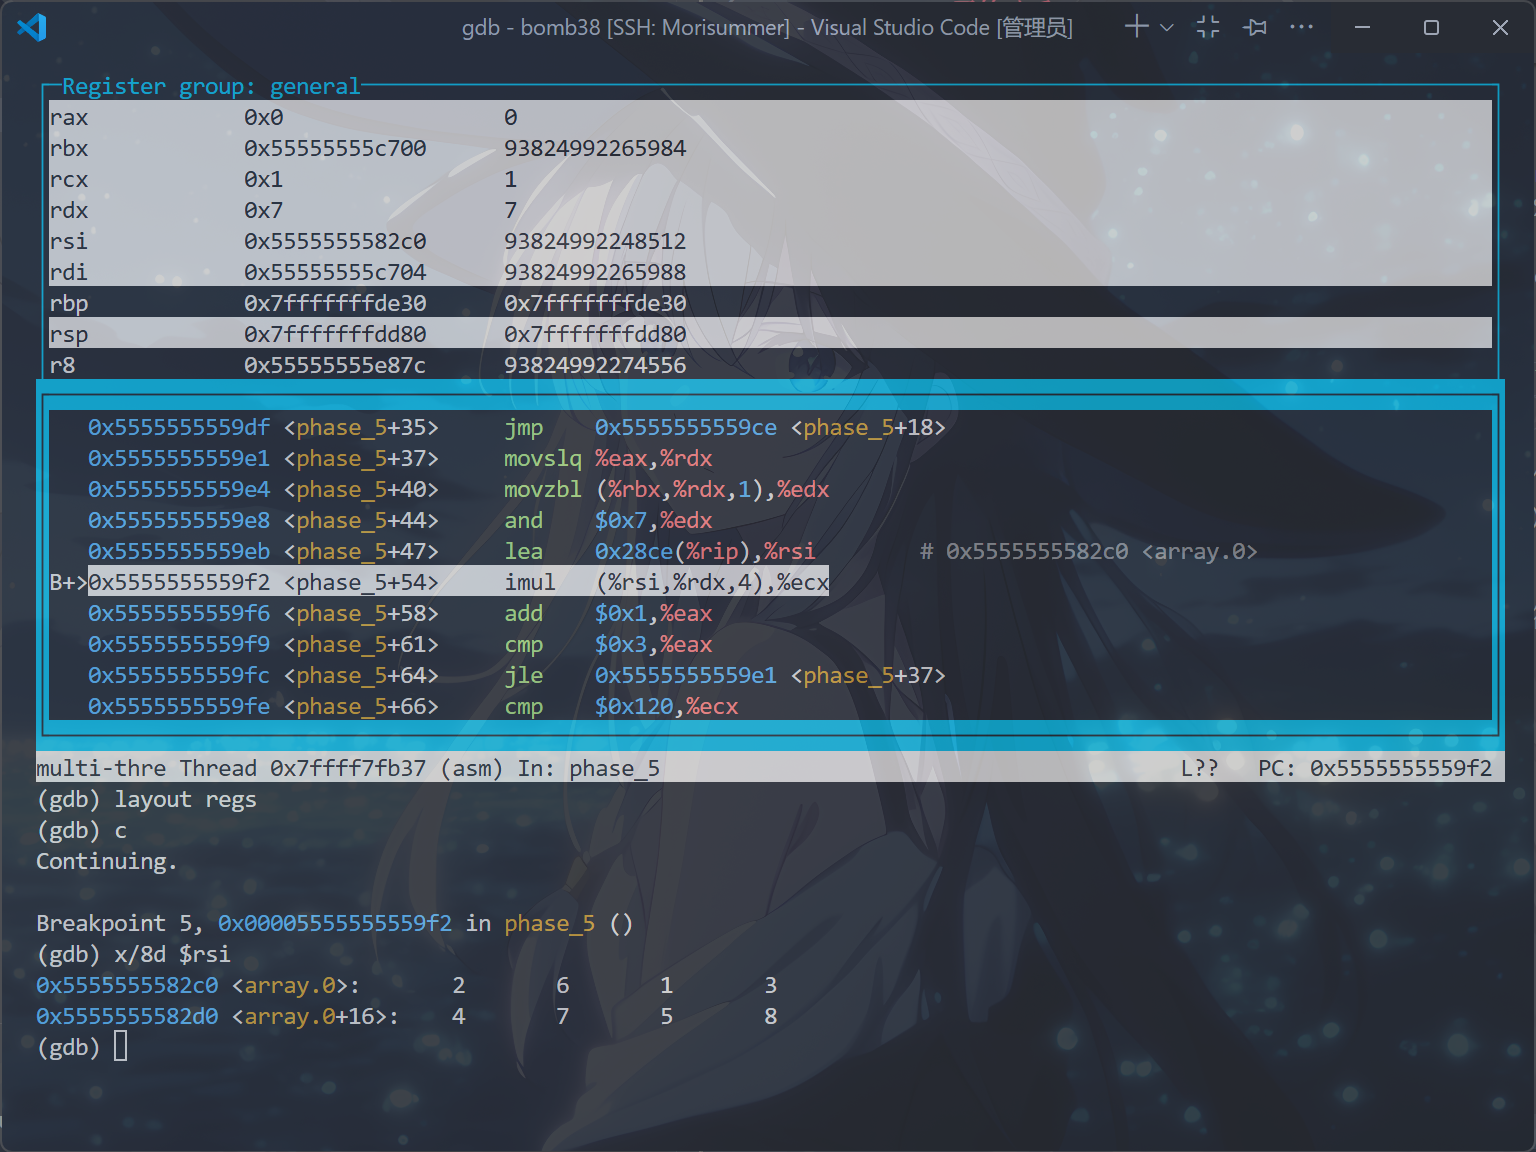 gdb - bomb38 [SSH: Morisummer] - Visual Studio Code [管理员]
Register group: general
rax 0x0 0
rbx 0x55555555c700 93824992265984
rcx 0x1 1
rdx 0x7 7
rsi 0x5555555582c0 93824992248512
rdi 0x55555555c704 93824992265988
rbp 0x7fffffffde30 0x7fffffffde30
rsp 0x7fffffffdd80 0x7fffffffdd80
r8 0x55555555e87c 93824992274556
0x5555555559df <phase_5+35> jmp 0x5555555559ce <phase_5+18>
0x5555555559e1 <phase_5+37> movslq %eax,%rdx
0x5555555559e4 <phase_5+40> movzbl (%rbx,%rdx,1),%edx
0x5555555559e8 <phase_5+44> and $0x7,%edx
0x5555555559eb <phase_5+47> lea 0x28ce(%rip),%rsi # 0x5555555582c0 <array.0>
B+>0x5555555559f2 <phase_5+54> imul (%rsi,%rdx,4),%ecx
0x5555555559f6 <phase_5+58> add $0x1,%eax
0x5555555559f9 <phase_5+61> cmp $0x3,%eax
0x5555555559fc <phase_5+64> jle 0x5555555559e1 <phase_5+37>
0x5555555559fe <phase_5+66> cmp $0x120,%ecx
multi-thre Thread 0x7ffff7fb37 (asm) In: phase_5 L?? PC: 0x5555555559f2
(gdb) layout regs
(gdb) c
Continuing.
Breakpoint 5, 0x00005555555559f2 in phase_5 ()
(gdb) x/8d $rsi
0x5555555582c0 <array.0>: 2 6 1 3
0x5555555582d0 <array.0+16>: 4 7 5 8
(gdb)